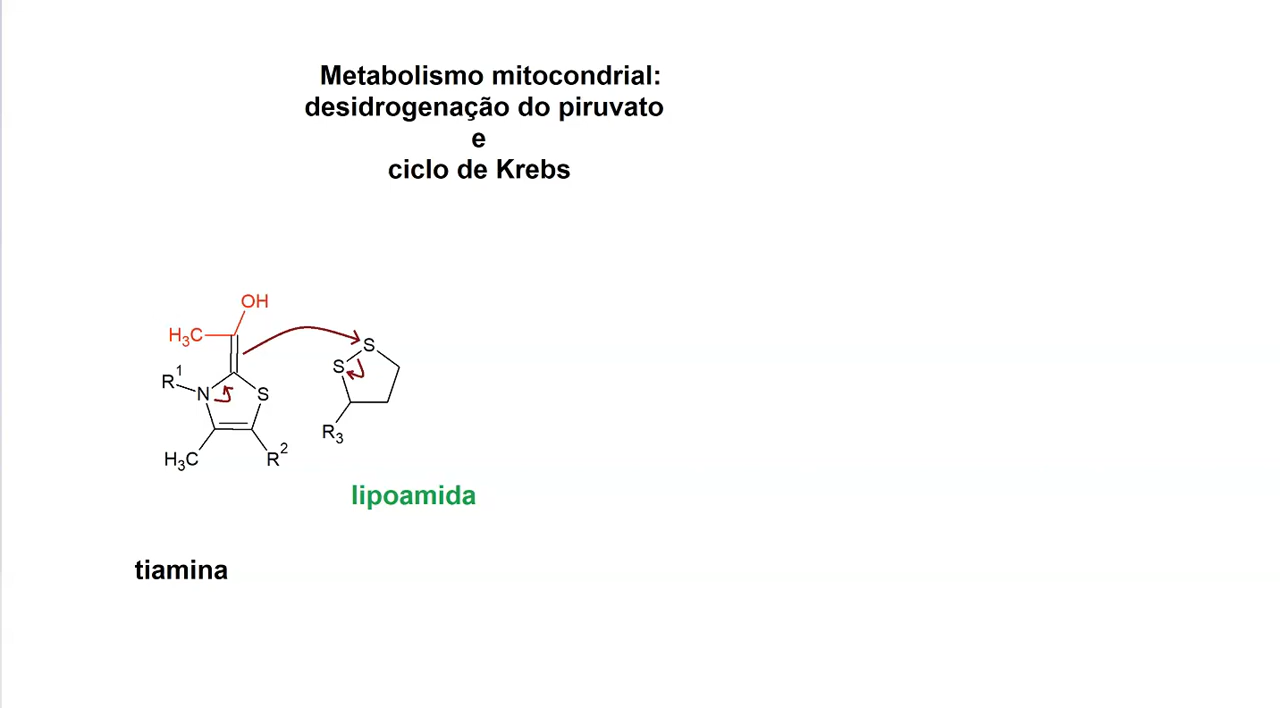 Metabolismo mitocondrial:
desidrogenação do piruvato
e
ciclo de Krebs
OH
H3C
R1
N
S
H3C
R2
S
S
R3
lipoamida
tiamina